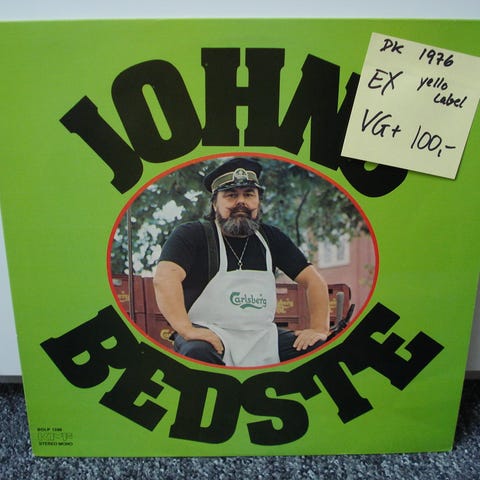 JOHNS
DK 1976
EX yello
Label
VG+ 100,-
Carlsberg
BEDSTE
STEREO MONO